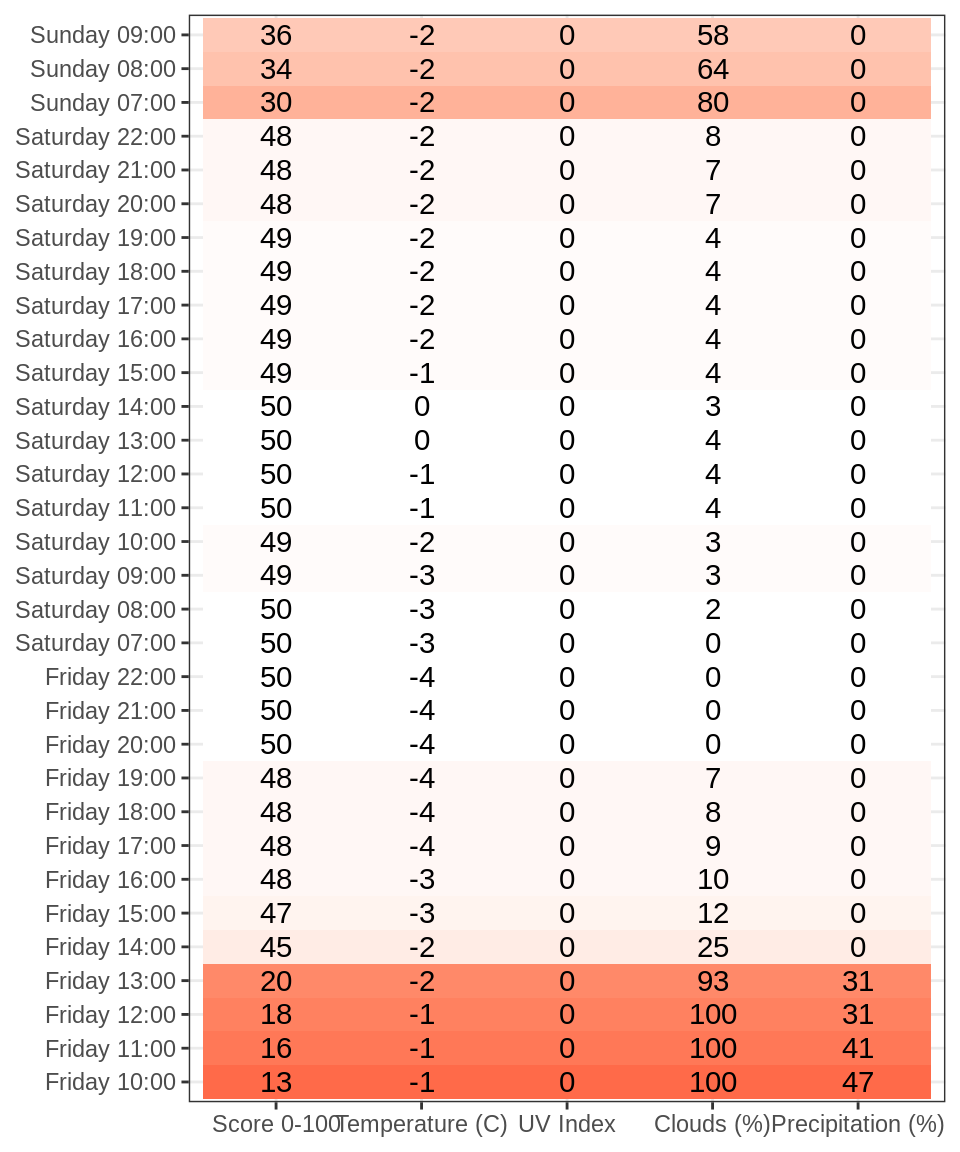 Sunday 09:00 36 -2 0 58 0
Sunday 08:00 34 -2 0 64 0
Sunday 07:00 30 -2 0 80 0
Saturday 22:00 48 -2 0 8 0
Saturday 21:00 48 -2 0 7 0
Saturday 20:00 48 -2 0 7 0
Saturday 19:00 49 -2 0 4 0
Saturday 18:00 49 -2 0 4 0
Saturday 17:00 49 -2 0 4 0
Saturday 16:00 49 -2 0 4 0
Saturday 15:00 49 -1 0 4 0
Saturday 14:00 50 0 0 3 0
Saturday 13:00 50 0 0 4 0
Saturday 12:00 50 -1 0 4 0
Saturday 11:00 50 -1 0 4 0
Saturday 10:00 49 -2 0 3 0
Saturday 09:00 49 -3 0 3 0
Saturday 08:00 50 -3 0 2 0
Saturday 07:00 50 -3 0 0 0
Friday 22:00 50 -4 0 0 0
Friday 21:00 50 -4 0 0 0
Friday 20:00 50 -4 0 0 0
Friday 19:00 48 -4 0 7 0
Friday 18:00 48 -4 0 8 0
Friday 17:00 48 -4 0 9 0
Friday 16:00 48 -3 0 10 0
Friday 15:00 47 -3 0 12 0
Friday 14:00 45 -2 0 25 0
Friday 13:00 20 -2 0 93 31
Friday 12:00 18 -1 0 100 31
Friday 11:00 16 -1 0 100 41
Friday 10:00 13 -1 0 100 47
Score 0-100 Temperature (C) UV Index Clouds (%) Precipitation (%)